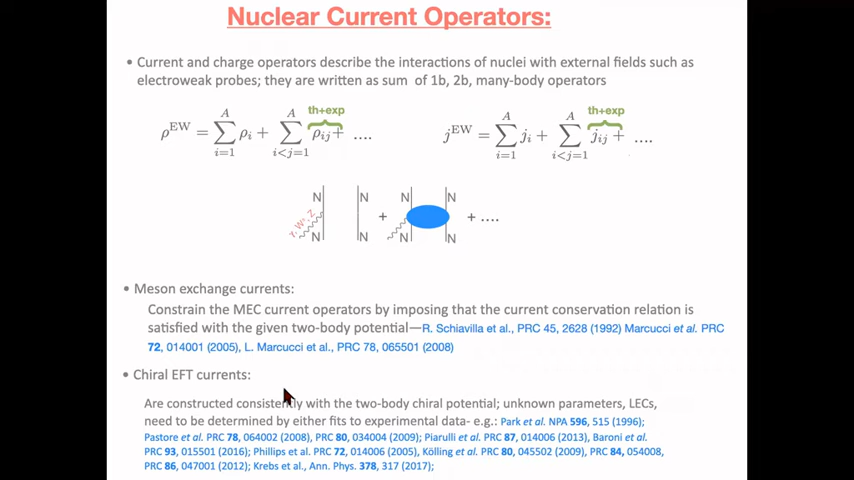 Nuclear Current Operators:
• Current and charge operators describe the interactions of nuclei with external fields such as
electroweak probes; they are written as sum of 1b, 2b, many-body operators
th+exp th+exp
ρ^EW = ∑_{i=1}^{A} ρ_i + ∑_{i<j=1}^{A} ρ_ij + .... j^EW = ∑_{i=1}^{A} j_i + ∑_{i<j=1}^{A} j_ij + ....
N N N N
γ, W±, Z + + ....
N N N N
• Meson exchange currents:
Constrain the MEC current operators by imposing that the current conservation relation is
satisfied with the given two-body potential—R. Schiavilla et al., PRC 45, 2628 (1992) Marcucci et al. PRC
72, 014001 (2005), L. Marcucci et al., PRC 78, 065501 (2008)
• Chiral EFT currents:
Are constructed consistently with the two-body chiral potential; unknown parameters, LECs,
need to be determined by either fits to experimental data- e.g.: Park et al. NPA 596, 515 (1996);
Pastore et al. PRC 78, 064002 (2008), PRC 80, 034004 (2009); Piarulli et al. PRC 87, 014006 (2013), Baroni et al.
PRC 93, 015501 (2016); Phillips et al. PRC 72, 014006 (2005), Kölling et al. PRC 80, 045502 (2009), PRC 84, 054008,
PRC 86, 047001 (2012); Krebs et al., Ann. Phys. 378, 317 (2017);